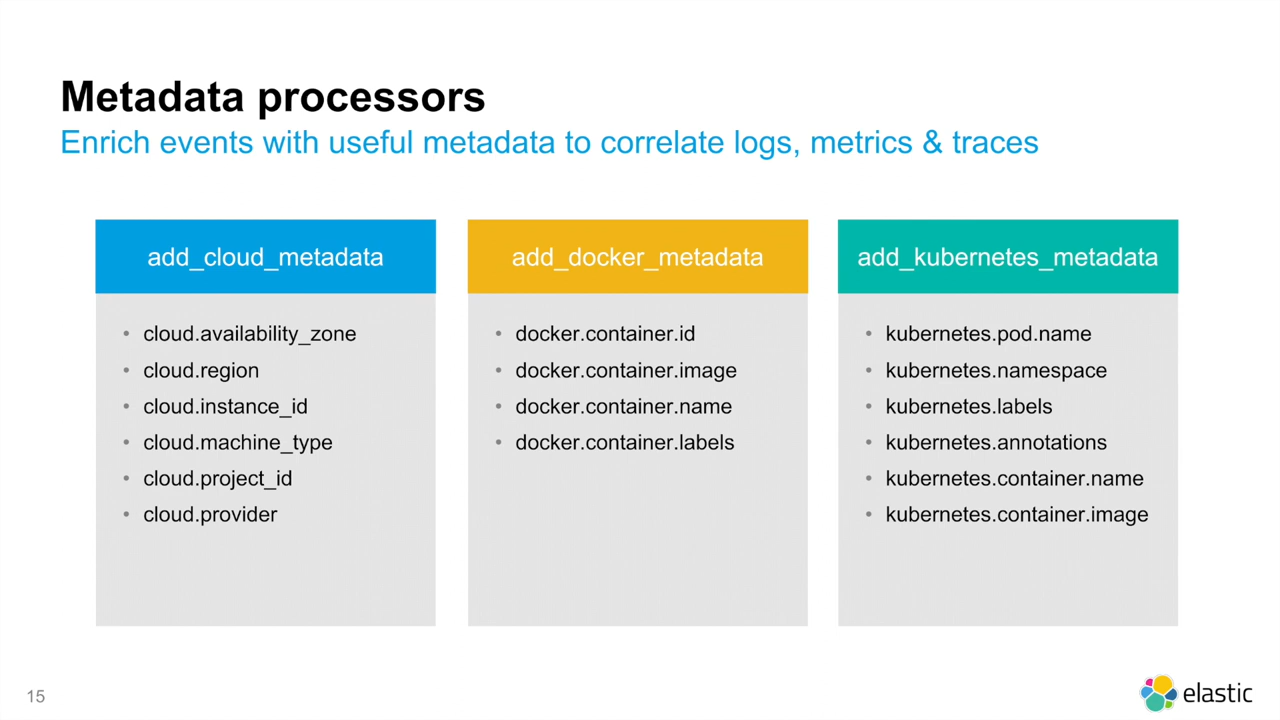 Metadata processors
Enrich events with useful metadata to correlate logs, metrics & traces
add_cloud_metadata
• cloud.availability_zone
• cloud.region
• cloud.instance_id
• cloud.machine_type
• cloud.project_id
• cloud.provider
add_docker_metadata
• docker.container.id
• docker.container.image
• docker.container.name
• docker.container.labels
add_kubernetes_metadata
• kubernetes.pod.name
• kubernetes.namespace
• kubernetes.labels
• kubernetes.annotations
• kubernetes.container.name
• kubernetes.container.image
15
elastic